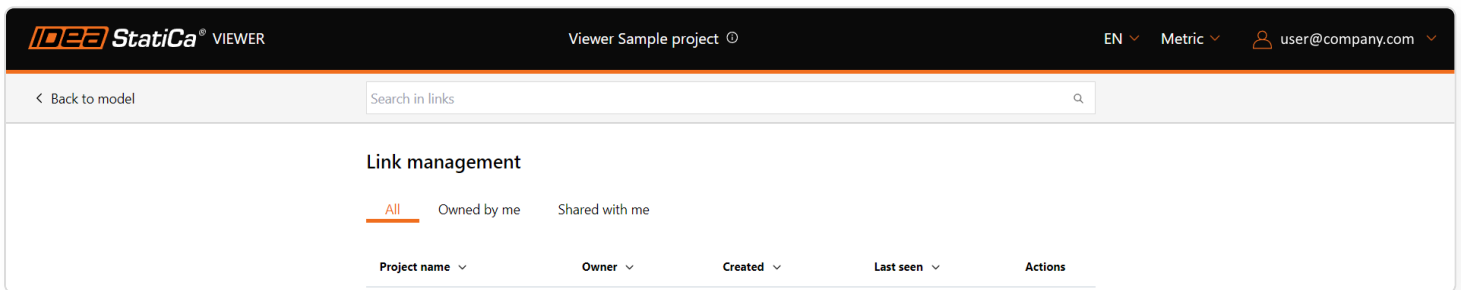 IDEA StatiCa® VIEWER
Viewer Sample project
EN
Metric
user@company.com
Back to model
Search in links
Link management
All
Owned by me
Shared with me
Project name
Owner
Created
Last seen
Actions